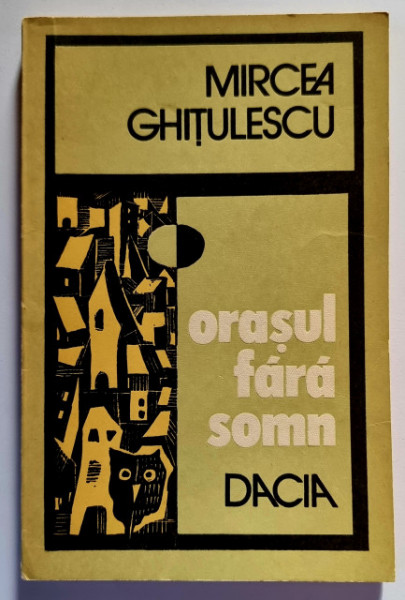 MIRCEA
GHIȚULESCU
orașul
fără
somn
DACIA